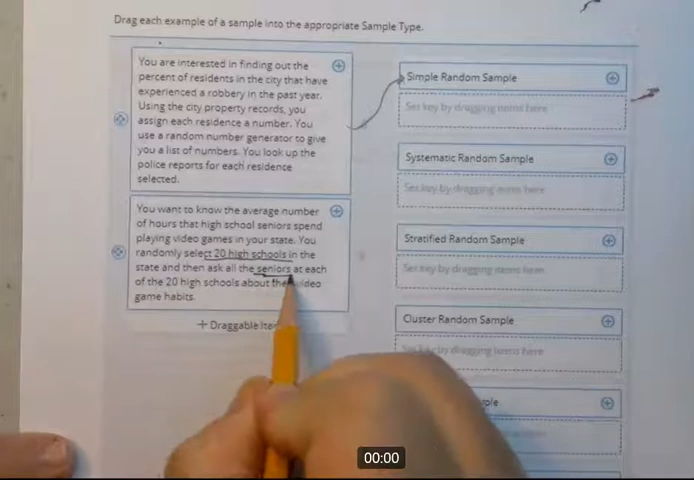 Drag each example of a sample into the appropriate Sample Type.
You are interested in finding out the
percent of residents in the city that have
experienced a robbery in the past year.
Using the city property records, you
assign each residence a number. You
use a random number generator to give
you a list of numbers. You look up the
police reports for each residence
selected.
You want to know the average number
of hours that high school seniors spend
playing video games in your state. You
randomly select 20 high schools in the
state and then ask all the seniors at each
of the 20 high schools about video
game habits.
+ Draggable
Simple Random Sample
Set key by dragging items here
Systematic Random Sample
Set key by dragging items here
Stratified Random Sample
Set key by dragging items here
Cluster Random Sample
Set key by dragging items here
00:00